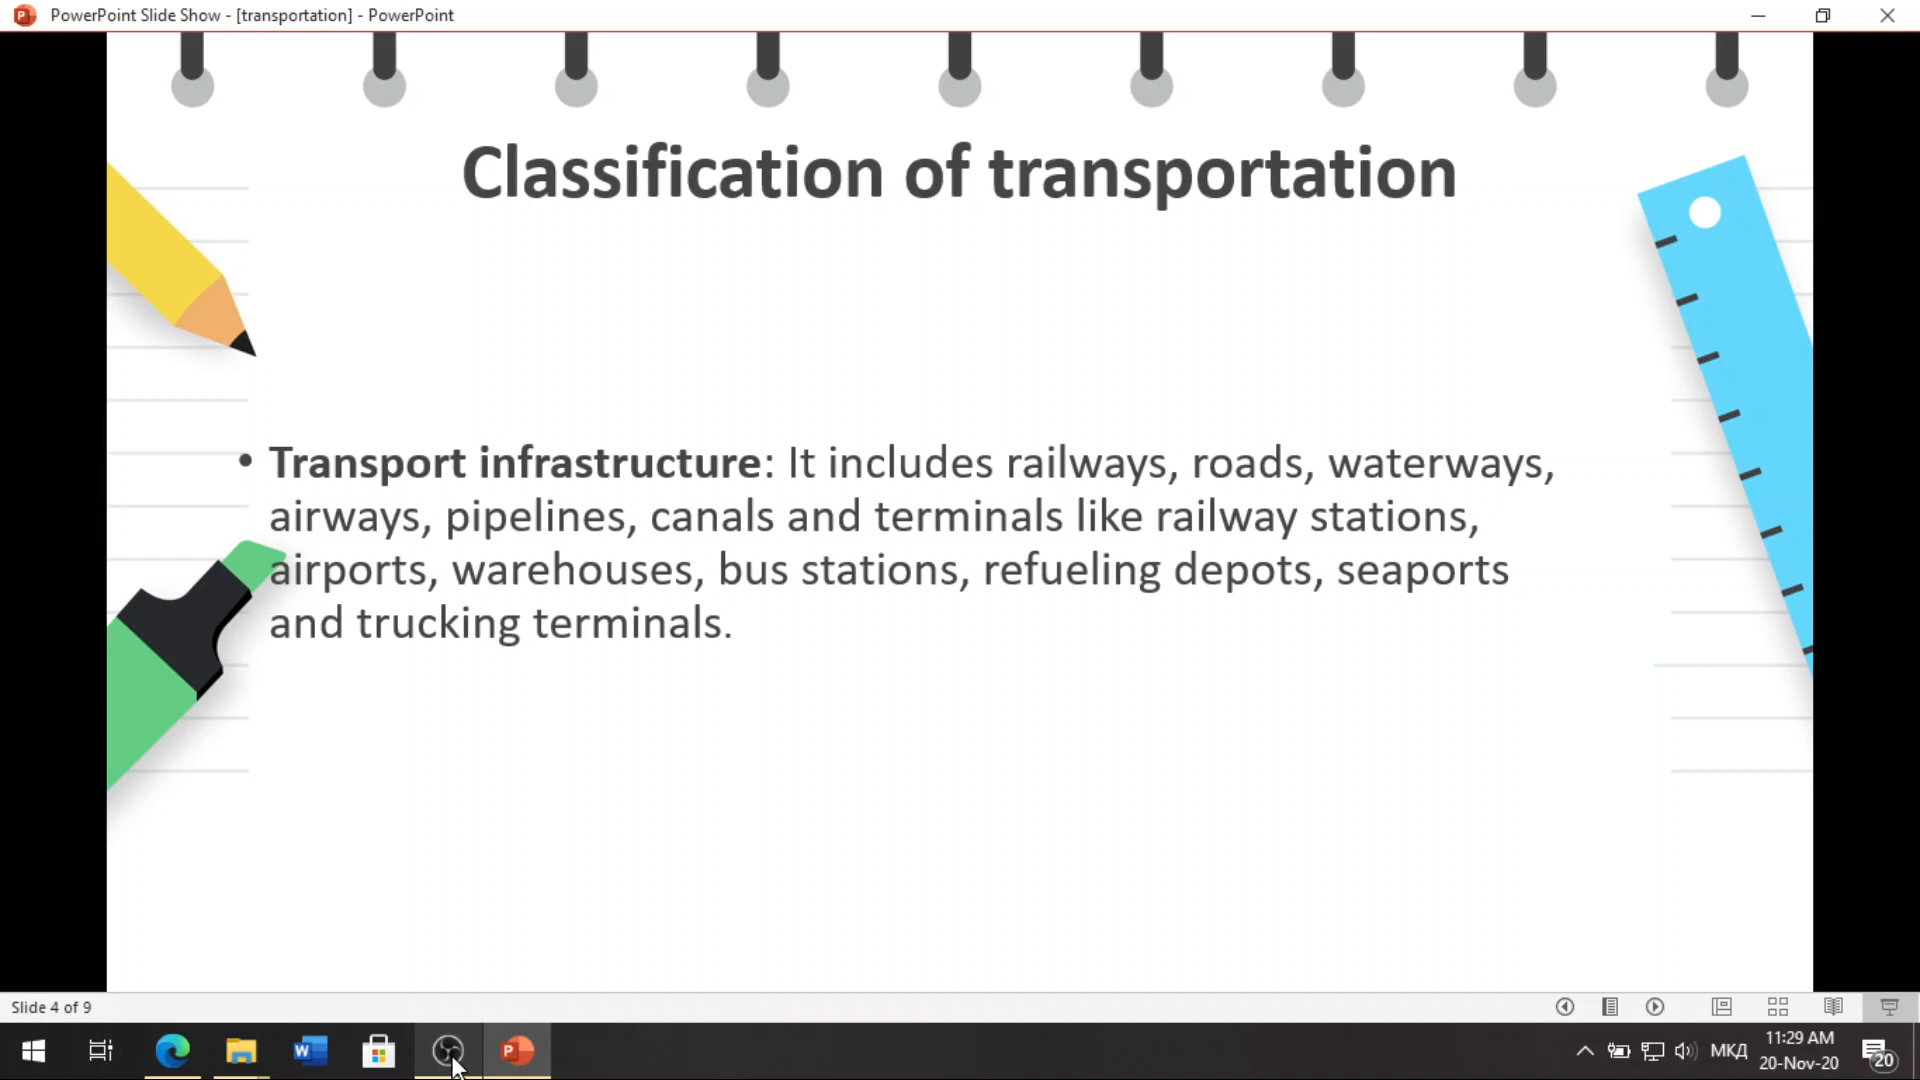 PowerPoint Slide Show - [transportation] - PowerPoint
Classification of transportation
• Transport infrastructure: It includes railways, roads, waterways,
airways, pipelines, canals and terminals like railway stations,
airports, warehouses, bus stations, refueling depots, seaports
and trucking terminals.
Slide 4 of 9
МКД
11:29 AM
20-Nov-20
20